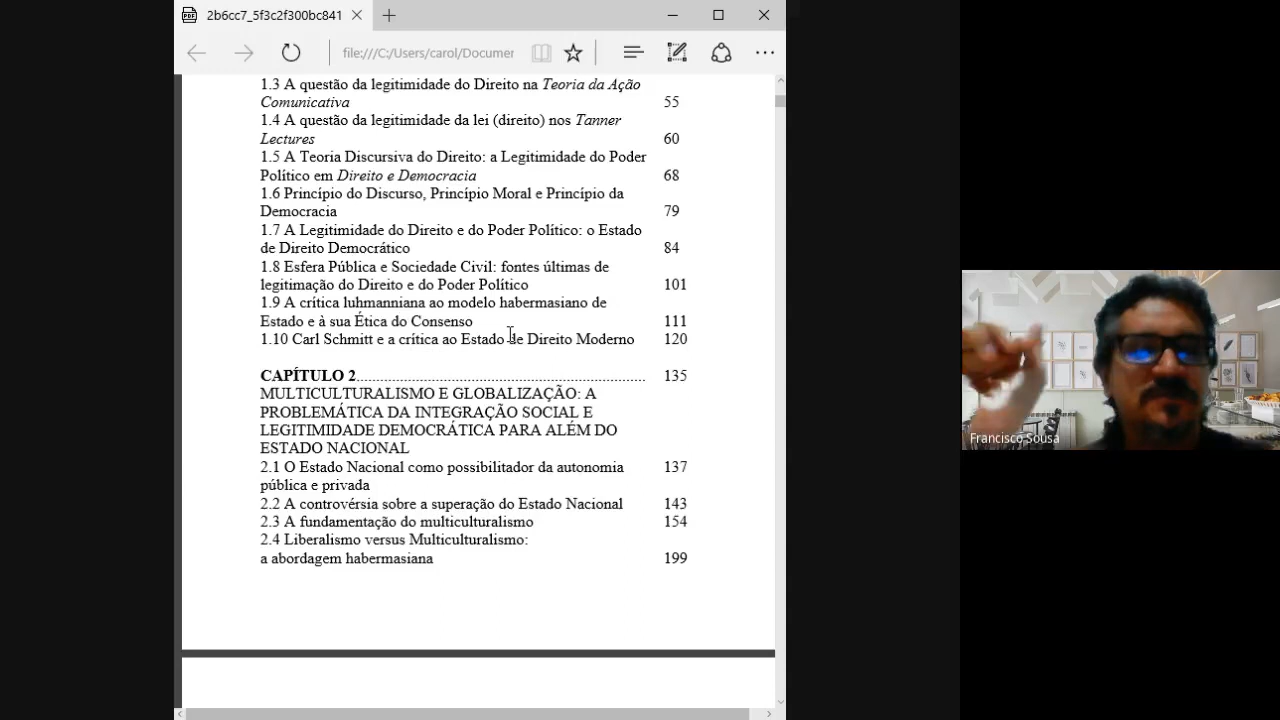 2b6cc7_5f3c2f300bc841
file:///C:/Users/carol/Documer
1.3 A questão da legitimidade do Direito na Teoria da Ação
Comunicativa 55
1.4 A questão da legitimidade da lei (direito) nos Tanner
Lectures 60
1.5 A Teoria Discursiva do Direito: a Legitimidade do Poder
Político em Direito e Democracia 68
1.6 Princípio do Discurso, Princípio Moral e Princípio da
Democracia 79
1.7 A Legitimidade do Direito e do Poder Político: o Estado
de Direito Democrático 84
1.8 Esfera Pública e Sociedade Civil: fontes últimas de
legitimação do Direito e do Poder Político 101
1.9 A crítica luhmanniana ao modelo habermasiano de
Estado e à sua Ética do Consenso 111
1.10 Carl Schmitt e a crítica ao Estado de Direito Moderno 120
CAPÍTULO 2................................................................ 135
MULTICULTURALISMO E GLOBALIZAÇÃO: A
PROBLEMÁTICA DA INTEGRAÇÃO SOCIAL E
LEGITIMIDADE DEMOCRÁTICA PARA ALÉM DO
ESTADO NACIONAL
2.1 O Estado Nacional como possibilitador da autonomia 137
pública e privada
2.2 A controvérsia sobre a superação do Estado Nacional 143
2.3 A fundamentação do multiculturalismo 154
2.4 Liberalismo versus Multiculturalismo:
a abordagem habermasiana 199
Francisco Sousa